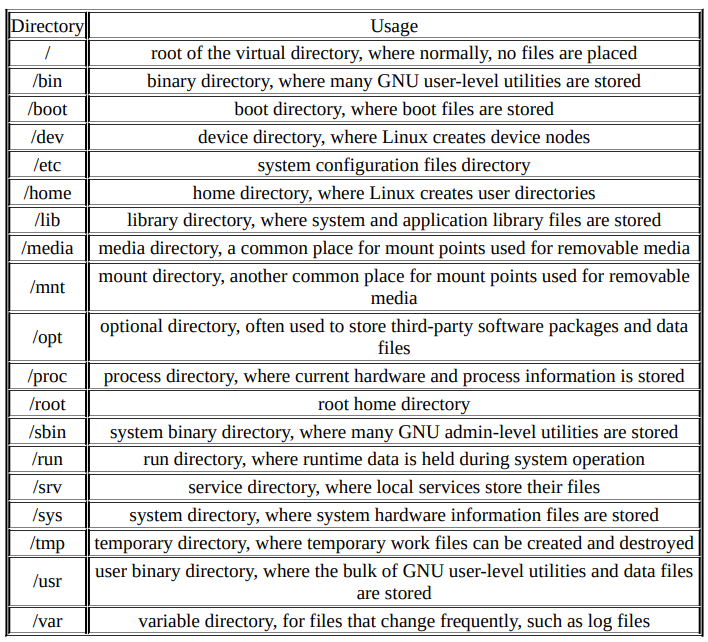 Directory Usage
/ root of the virtual directory, where normally, no files are placed
/bin binary directory, where many GNU user-level utilities are stored
/boot boot directory, where boot files are stored
/dev device directory, where Linux creates device nodes
/etc system configuration files directory
/home home directory, where Linux creates user directories
/lib library directory, where system and application library files are stored
/media media directory, a common place for mount points used for removable media
/mnt mount directory, another common place for mount points used for removable
media
/opt optional directory, often used to store third-party software packages and data
files
/proc process directory, where current hardware and process information is stored
/root root home directory
/sbin system binary directory, where many GNU admin-level utilities are stored
/run run directory, where runtime data is held during system operation
/srv service directory, where local services store their files
/sys system directory, where system hardware information files are stored
/tmp temporary directory, where temporary work files can be created and destroyed
/usr user binary directory, where the bulk of GNU user-level utilities and data files
are stored
/var variable directory, for files that change frequently, such as log files